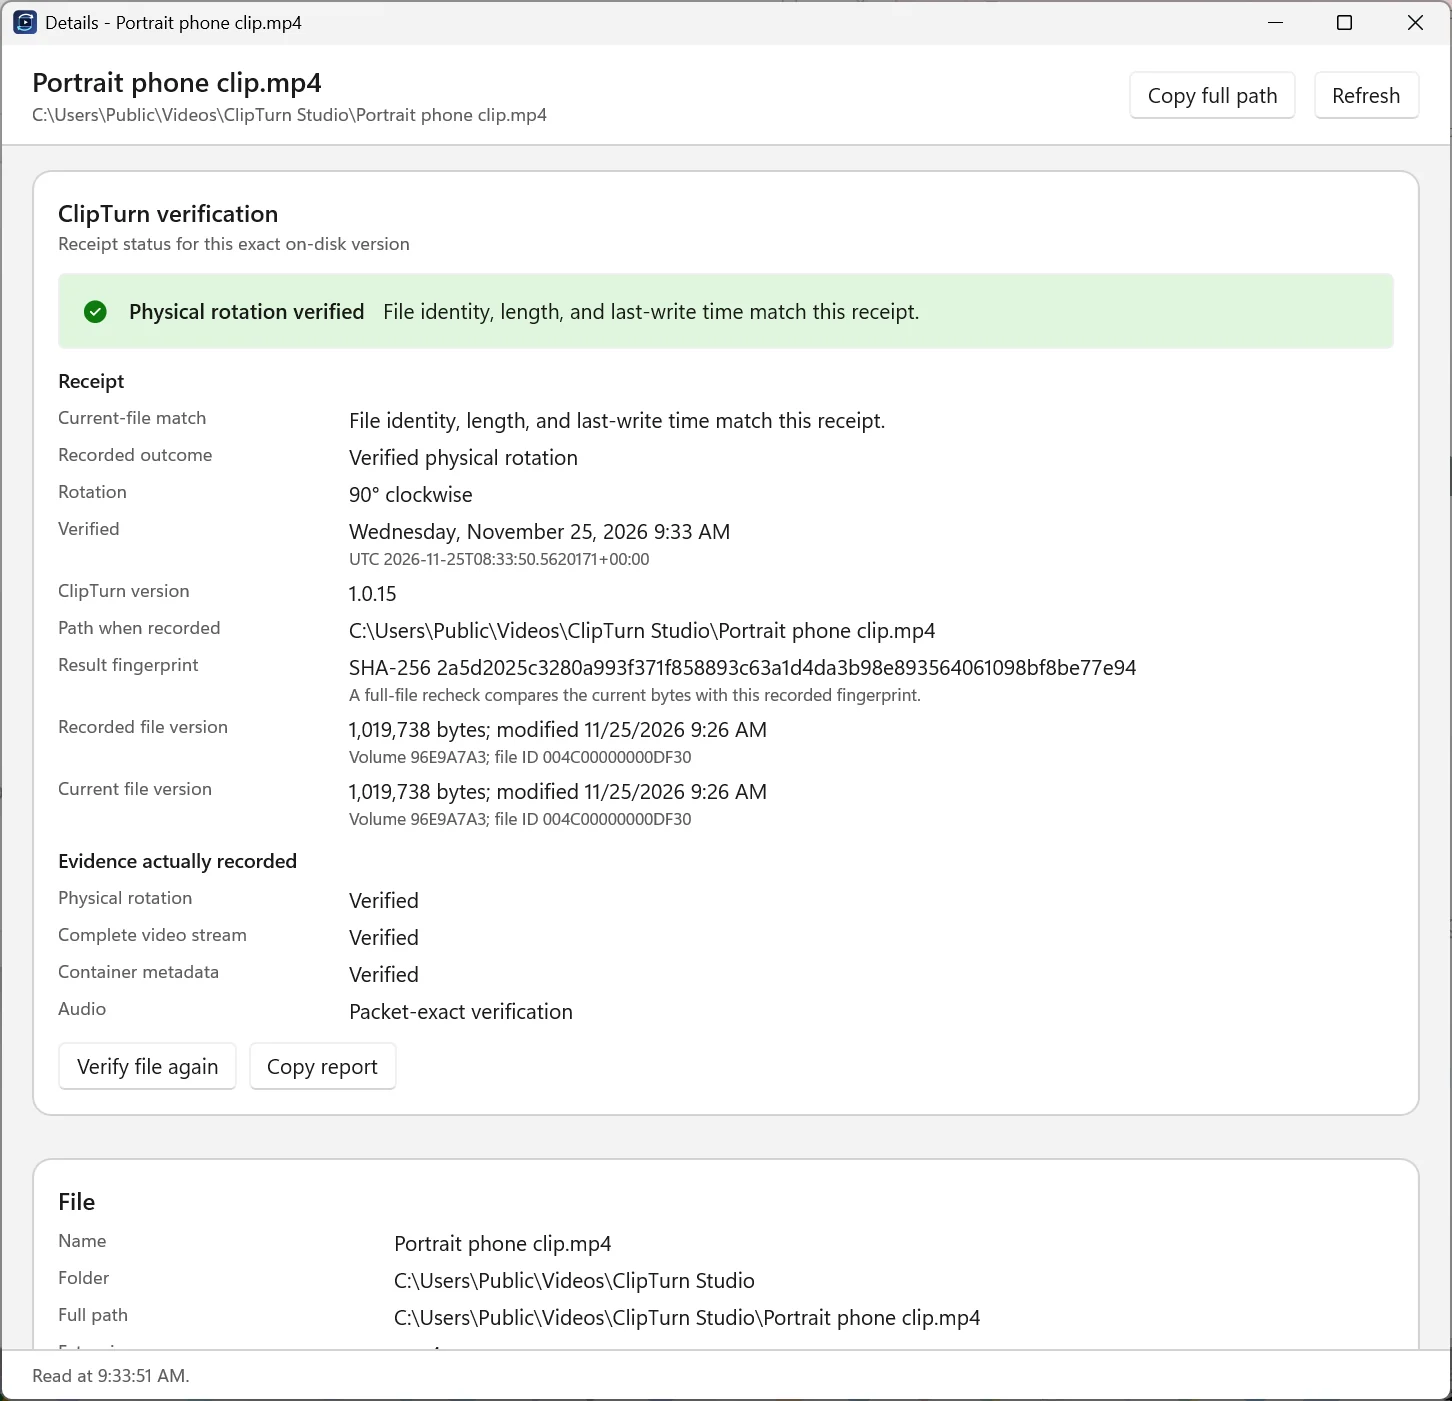 Details - Portrait phone clip.mp4
Portrait phone clip.mp4
C:\Users\Public\Videos\ClipTurn Studio\Portrait phone clip.mp4
Copy full path
Refresh
ClipTurn verification
Receipt status for this exact on-disk version
Physical rotation verified File identity, length, and last-write time match this receipt.
Receipt
Current-file match File identity, length, and last-write time match this receipt.
Recorded outcome Verified physical rotation
Rotation 90° clockwise
Verified Wednesday, November 25, 2026 9:33 AM
UTC 2026-11-25T08:33:50.5620171+00:00
ClipTurn version 1.0.15
Path when recorded C:\Users\Public\Videos\ClipTurn Studio\Portrait phone clip.mp4
Result fingerprint SHA-256 2a5d2025c3280a993f371f858893c63a1d4da3b98e893564061098bf8be77e94
A full-file recheck compares the current bytes with this recorded fingerprint.
Recorded file version 1,019,738 bytes; modified 11/25/2026 9:26 AM
Volume 96E9A7A3; file ID 004C00000000DF30
Current file version 1,019,738 bytes; modified 11/25/2026 9:26 AM
Volume 96E9A7A3; file ID 004C00000000DF30
Evidence actually recorded
Physical rotation Verified
Complete video stream Verified
Container metadata Verified
Audio Packet-exact verification
Verify file again
Copy report
File
Name Portrait phone clip.mp4
Folder C:\Users\Public\Videos\ClipTurn Studio
Full path C:\Users\Public\Videos\ClipTurn Studio\Portrait phone clip.mp4
Read at 9:33:51 AM.